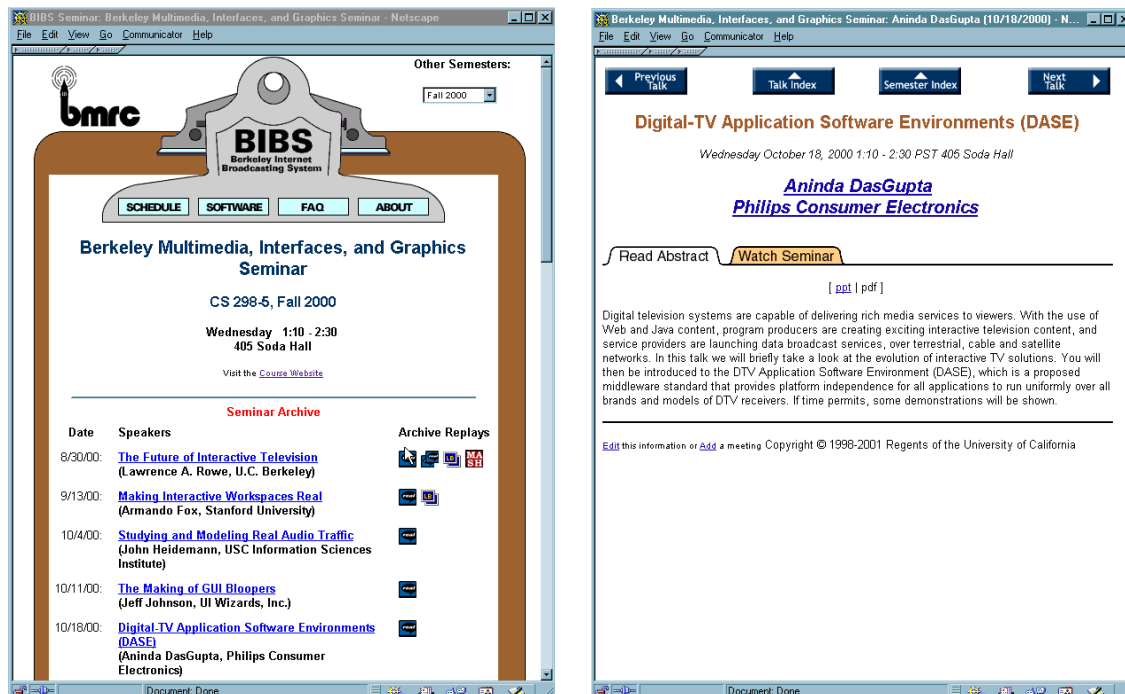 BIBS Seminar: Berkeley Multimedia, Interfaces, and Graphics Seminar - Netscape
File Edit View Go Communicator Help
Other Semesters:
Fall 2000
bmrc
BIBS
Berkeley Internet
Broadcasting System
SCHEDULE SOFTWARE FAQ ABOUT
Berkeley Multimedia, Interfaces, and Graphics
Seminar
CS 298-5, Fall 2000
Wednesday 1:10 - 2:30
405 Soda Hall
Visit the Course Website
Seminar Archive
Date Speakers Archive Replays
8/30/00: The Future of Interactive Television
(Lawrence A. Rowe, U.C. Berkeley)
real LB MASH
9/13/00: Making Interactive Workspaces Real
(Armando Fox, Stanford University)
real LB
10/4/00: Studying and Modeling Real Audio Traffic
(John Heidemann, USC Information Sciences
Institute)
real
10/11/00: The Making of GUI Bloopers
(Jeff Johnson, UI Wizards, Inc.)
real
10/18/00: Digital-TV Application Software Environments
(DASE)
(Aninda DasGupta, Philips Consumer
Electronics)
real
Document: Done
Berkeley Multimedia, Interfaces, and Graphics Seminar: Aninda DasGupta (10/18/2000) - N...
File Edit View Go Communicator Help
Previous Talk
Talk Index
Semester Index
Next Talk
Digital-TV Application Software Environments (DASE)
Wednesday October 18, 2000 1:10 - 2:30 PST 405 Soda Hall
Aninda DasGupta
Philips Consumer Electronics
Read Abstract Watch Seminar
[ ppt | pdf ]
Digital television systems are capable of delivering rich media services to viewers. With the use of
Web and Java content, program producers are creating exciting interactive television content, and
service providers are launching data broadcast services, over terrestrial, cable and satellite
networks. In this talk we will briefly take a look at the evolution of interactive TV solutions. You will
then be introduced to the DTV Application Software Environment (DASE), which is a proposed
middleware standard that provides platform independence for all applications to run uniformly over all
brands and models of DTV receivers. If time permits, some demonstrations will be shown.
Edit this information or Add a meeting Copyright © 1998-2001 Regents of the University of California
Document: Done